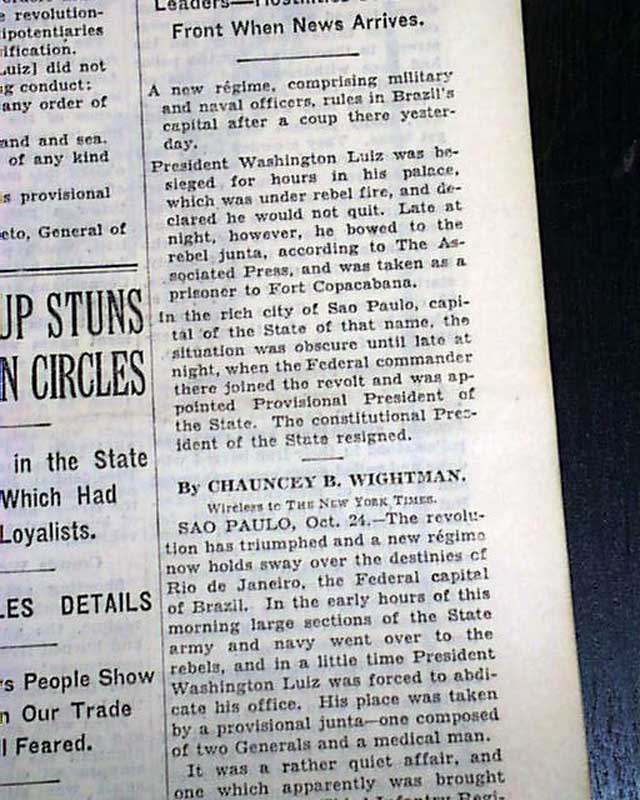 e revolution-
ipotentiaries
ification.
Luiz] did not
ng conduct:
any order of
and and sea.
of any kind
s provisional
eto, General of
UP STUNS
N CIRCLES
in the State
Which Had
Loyalists.
LES DETAILS
's People Show
n Our Trade
l Feared.
Leaders—Hostilities
Front When News Arrives.
A new régime, comprising military
and naval officers, rules in Brazil's
capital after a coup there yester-
day.
President Washington Luiz was be-
sieged for hours in his palace,
which was under rebel fire, and de-
clared he would not quit. Late at
night, however, he bowed to the
rebel junta, according to The As-
sociated Press, and was taken as a
prisoner to Fort Copacabana.
In the rich city of Sao Paulo, capi-
tal of the State of that name, the
situation was obscure until late at
night, when the Federal commander
there joined the revolt and was ap-
pointed Provisional President of
the State. The constitutional Pres-
ident of the State resigned.
By CHAUNCEY B. WIGHTMAN.
Wireless to THE NEW YORK TIMES.
SAO PAULO, Oct. 24.—The revolu-
tion has triumphed and a new régime
now holds sway over the destinies of
Rio de Janeiro, the Federal capital
of Brazil. In the early hours of this
morning large sections of the State
army and navy went over to the
rebels, and in a little time President
Washington Luiz was forced to abdi-
cate his office. His place was taken
by a provisional junta—one composed
of two Generals and a medical man.
It was a rather quiet affair, and
one which apparently was brought
Infantry Regi-